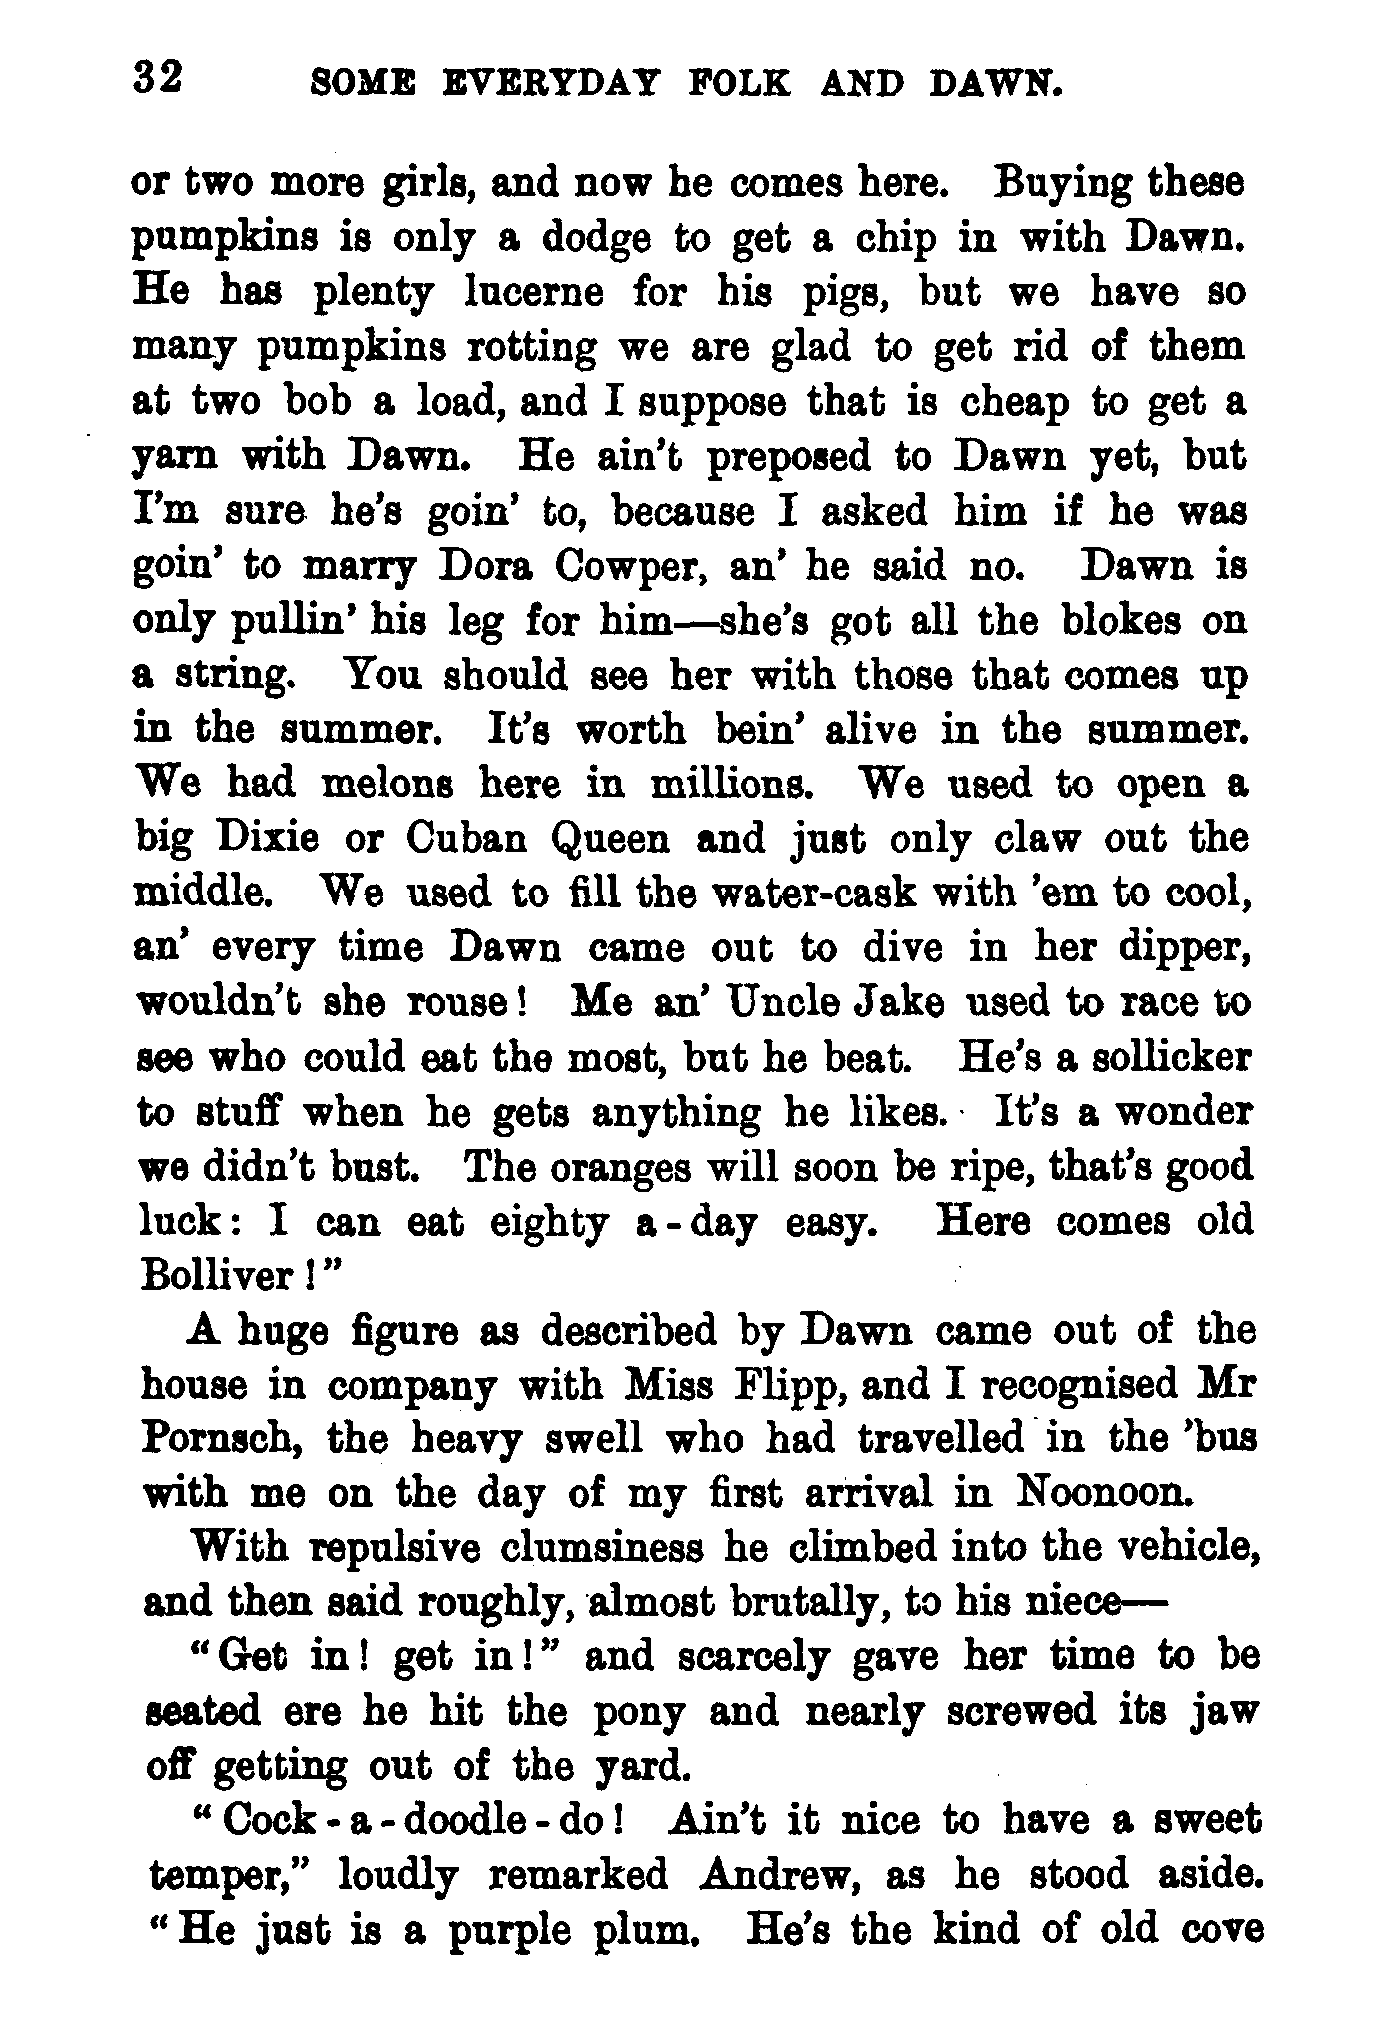 32 SOME EVERYDAY FOLK AND DAWN.
or two more girls, and now he comes here. Buying these
pumpkins is only a dodge to get a chip in with Dawn.
He has plenty lucerne for his pigs, but we have so
many pumpkins rotting we are glad to get rid of them
at two bob a load, and I suppose that is cheap to get a
yarn with Dawn. He ain't preposed to Dawn yet, but
I'm sure he's goin' to, because I asked him if he was
goin' to marry Dora Cowper, an' he said no. Dawn is
only pullin' his leg for him—she's got all the blokes on
a string. You should see her with those that comes up
in the summer. It's worth bein' alive in the summer.
We had melons here in millions. We used to open a
big Dixie or Cuban Queen and just only claw out the
middle. We used to fill the water-cask with 'em to cool,
an' every time Dawn came out to dive in her dipper,
wouldn't she rouse! Me an' Uncle Jake used to race to
see who could eat the most, but he beat. He's a sollicker
to stuff when he gets anything he likes. It's a wonder
we didn't bust. The oranges will soon be ripe, that's good
luck: I can eat eighty a-day easy. Here comes old
Bolliver!"
A huge figure as described by Dawn came out of the
house in company with Miss Flipp, and I recognised Mr
Pornsch, the heavy swell who had travelled in the 'bus
with me on the day of my first arrival in Noonoon.
With repulsive clumsiness he climbed into the vehicle,
and then said roughly, almost brutally, to his niece—
"Get in! get in!" and scarcely gave her time to be
seated ere he hit the pony and nearly screwed its jaw
off getting out of the yard.
"Cock-a-doodle-do! Ain't it nice to have a sweet
temper," loudly remarked Andrew, as he stood aside.
"He just is a purple plum. He's the kind of old cove